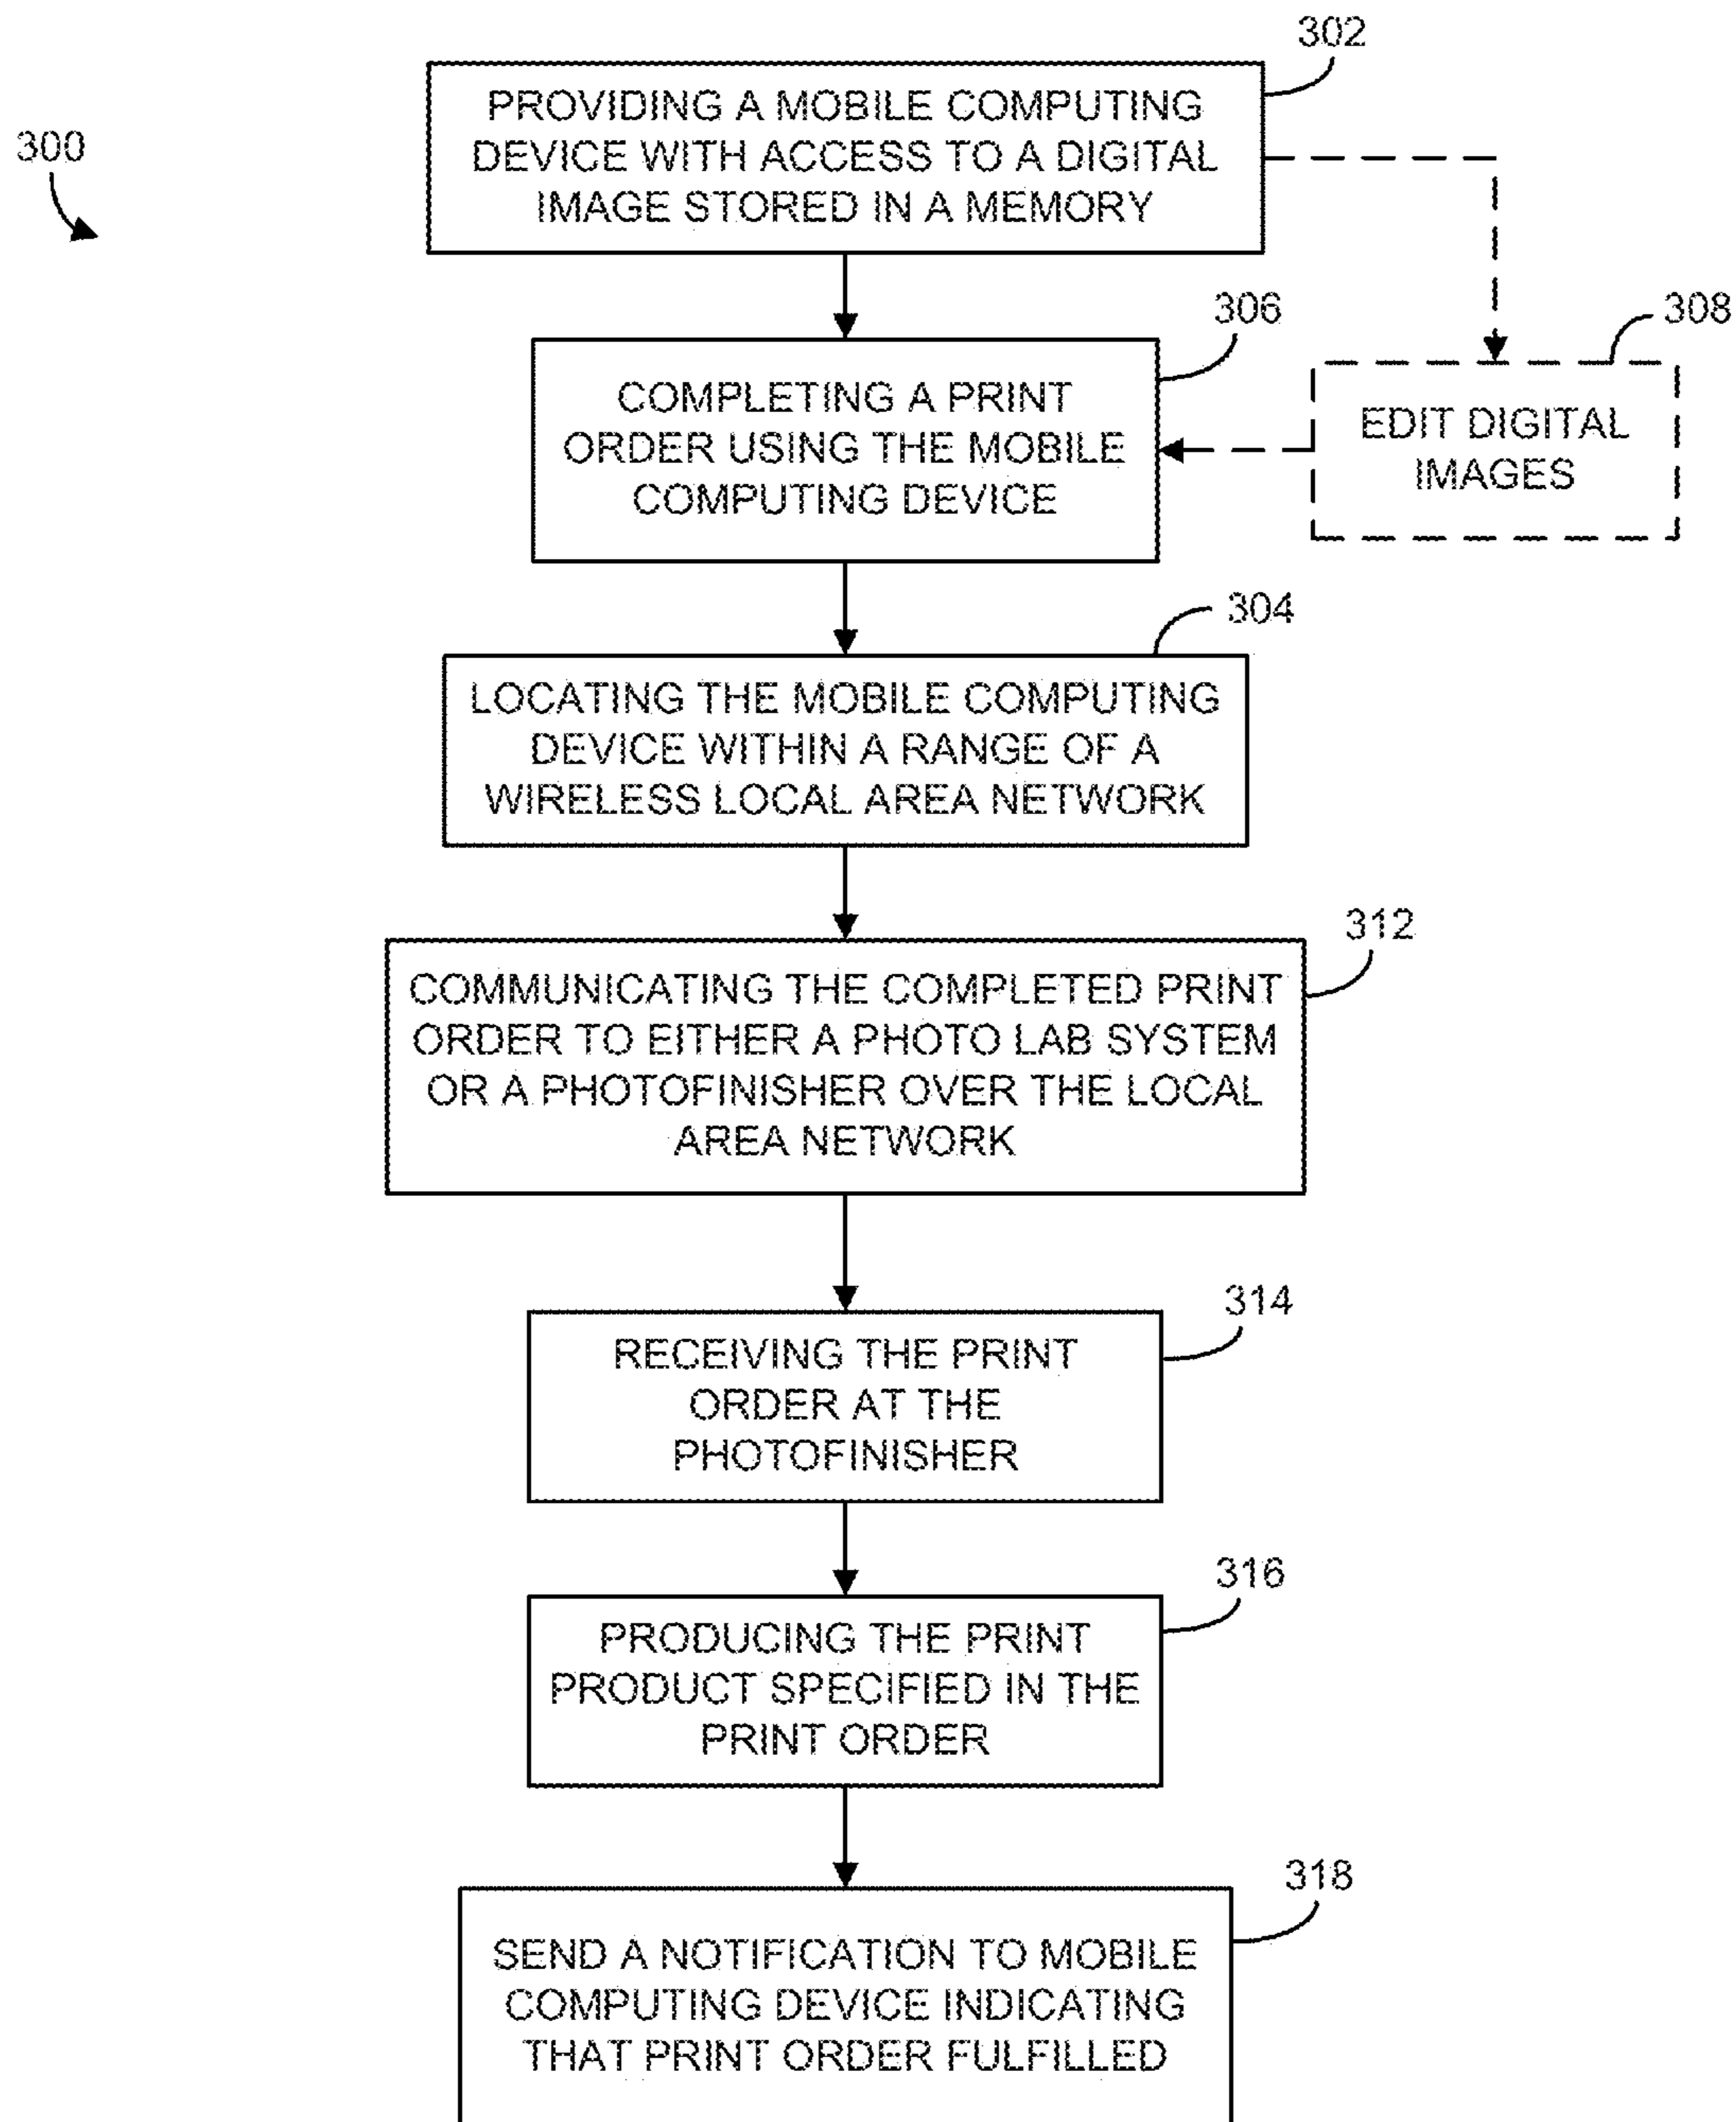 302
PROVIDING A MOBILE COMPUTING
DEVICE WITH ACCESS TO A DIGITAL
IMAGE STORED IN A MEMORY
300
306
308
COMPLETING A PRINT
ORDER USING THE MOBILE
COMPUTING DEVICE
EDIT DIGITAL
IMAGES
304
LOCATING THE MOBILE COMPUTING
DEVICE WITHIN A RANGE OF A
WIRELESS LOCAL AREA NETWORK
312
COMMUNICATING THE COMPLETED PRINT
ORDER TO EITHER A PHOTO LAB SYSTEM
OR A PHOTOFINISHER OVER THE LOCAL
AREA NETWORK
314
RECEIVING THE PRINT
ORDER AT THE
PHOTOFINISHER
316
PRODUCING THE PRINT
PRODUCT SPECIFIED IN THE
PRINT ORDER
318
SEND A NOTIFICATION TO MOBILE
COMPUTING DEVICE INDICATING
THAT PRINT ORDER FULFILLED